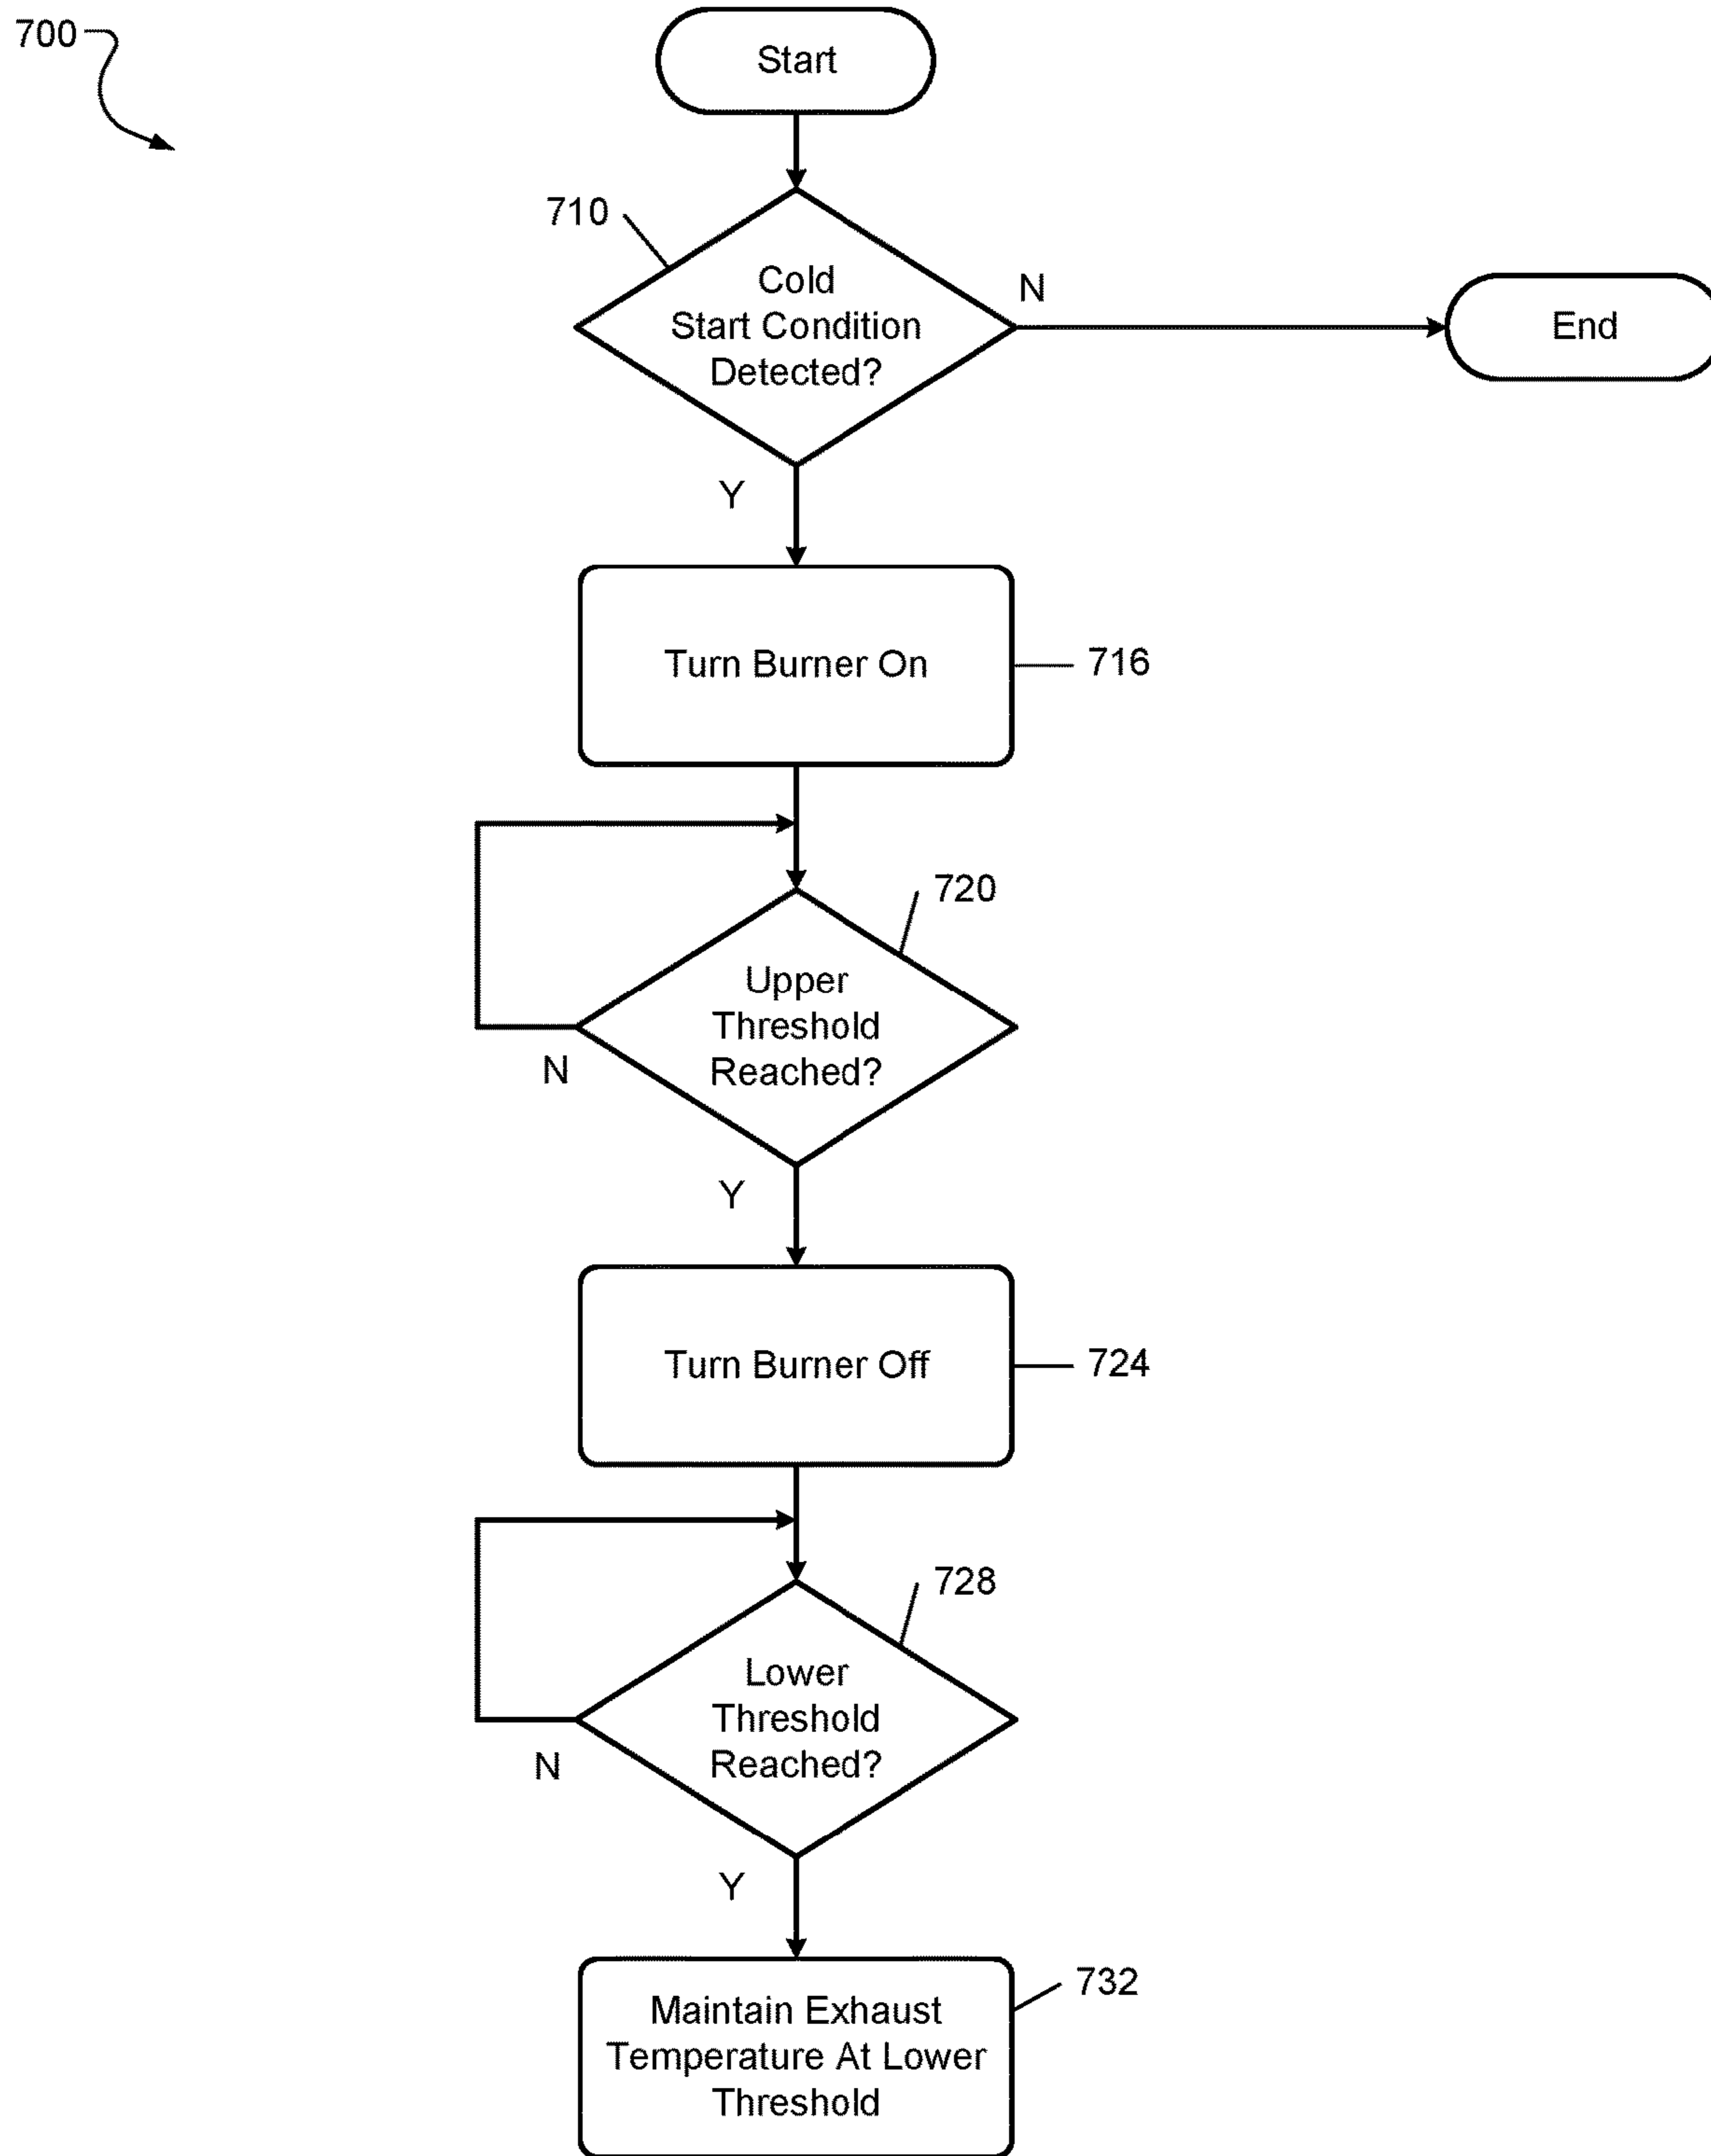 700
Start
710
Cold
Start Condition
Detected?
N
End
Y
Turn Burner On
716
720
Upper
Threshold
Reached?
N
Y
Turn Burner Off
724
728
Lower
Threshold
Reached?
N
Y
732
Maintain Exhaust
Temperature At Lower
Threshold